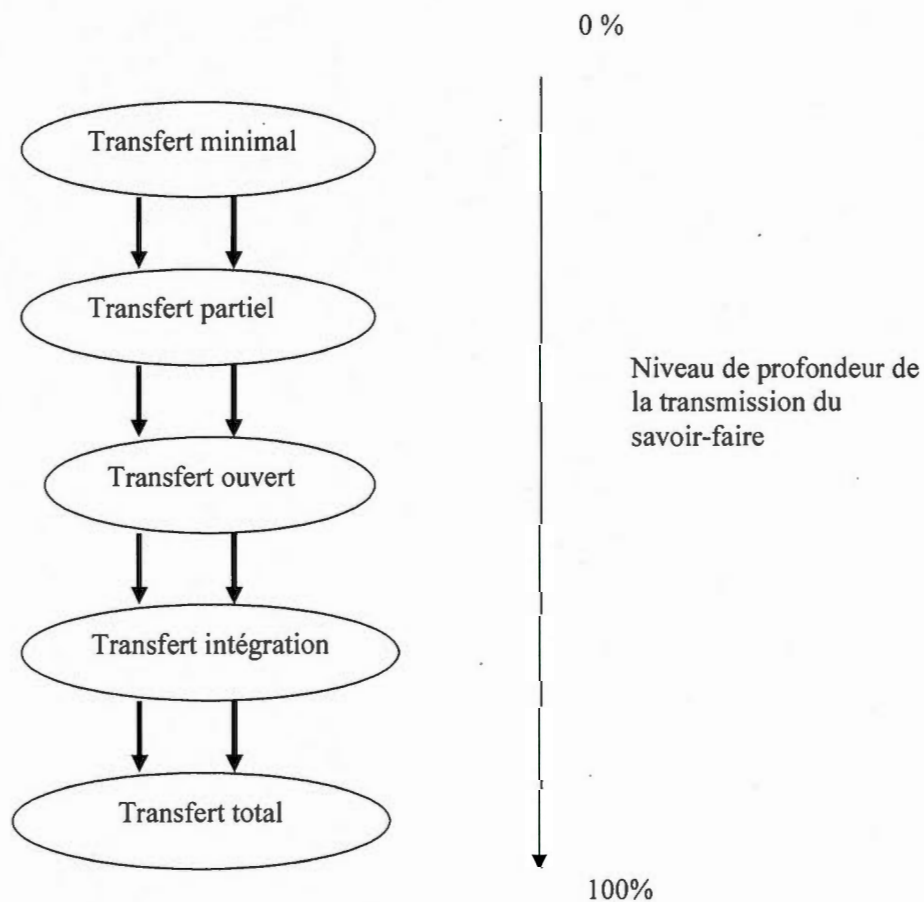 0 %
Transfert minimal
Transfert partiel
Niveau de profondeur de
la transmission du
savoir-faire
Transfert ouvert
Transfert intégration
Transfert total
100%